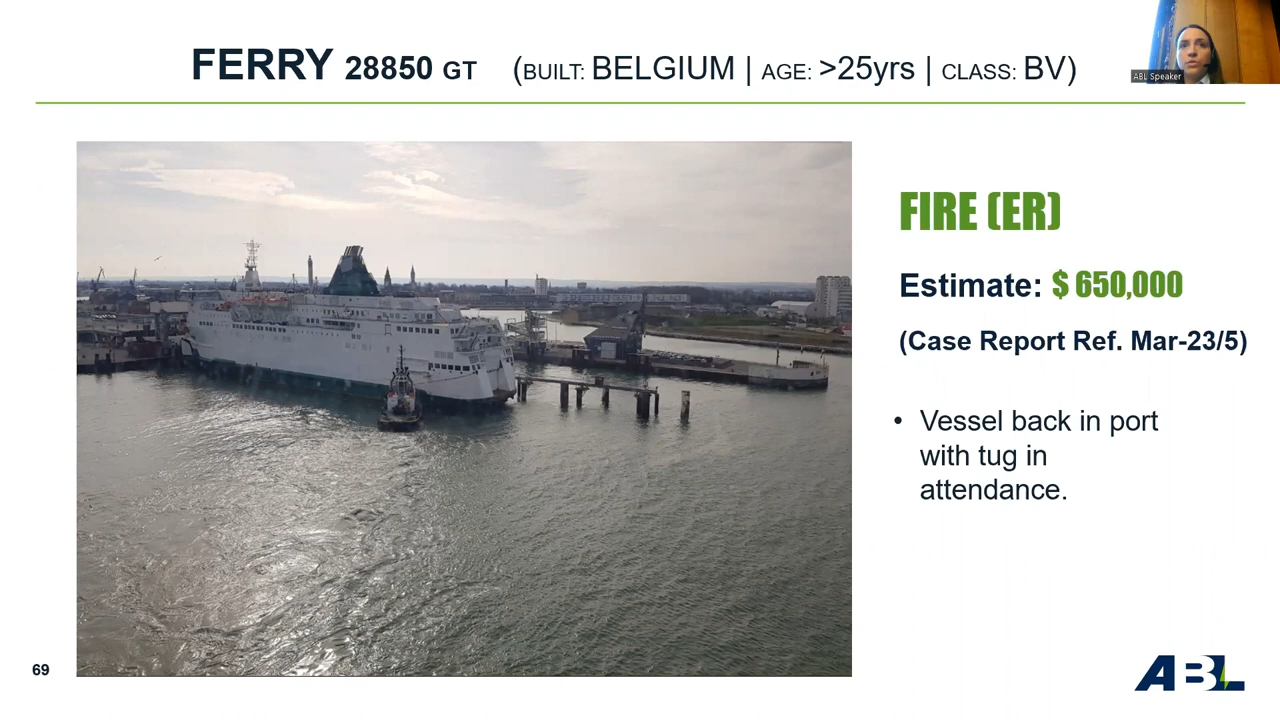 FERRY 28850 GT (BUILT: BELGIUM | AGE: >25yrs | CLASS: BV)
ABL Speaker
FIRE (ER)
Estimate: $ 650,000
(Case Report Ref. Mar-23/5)
• Vessel back in port
with tug in
attendance.
69
ABL